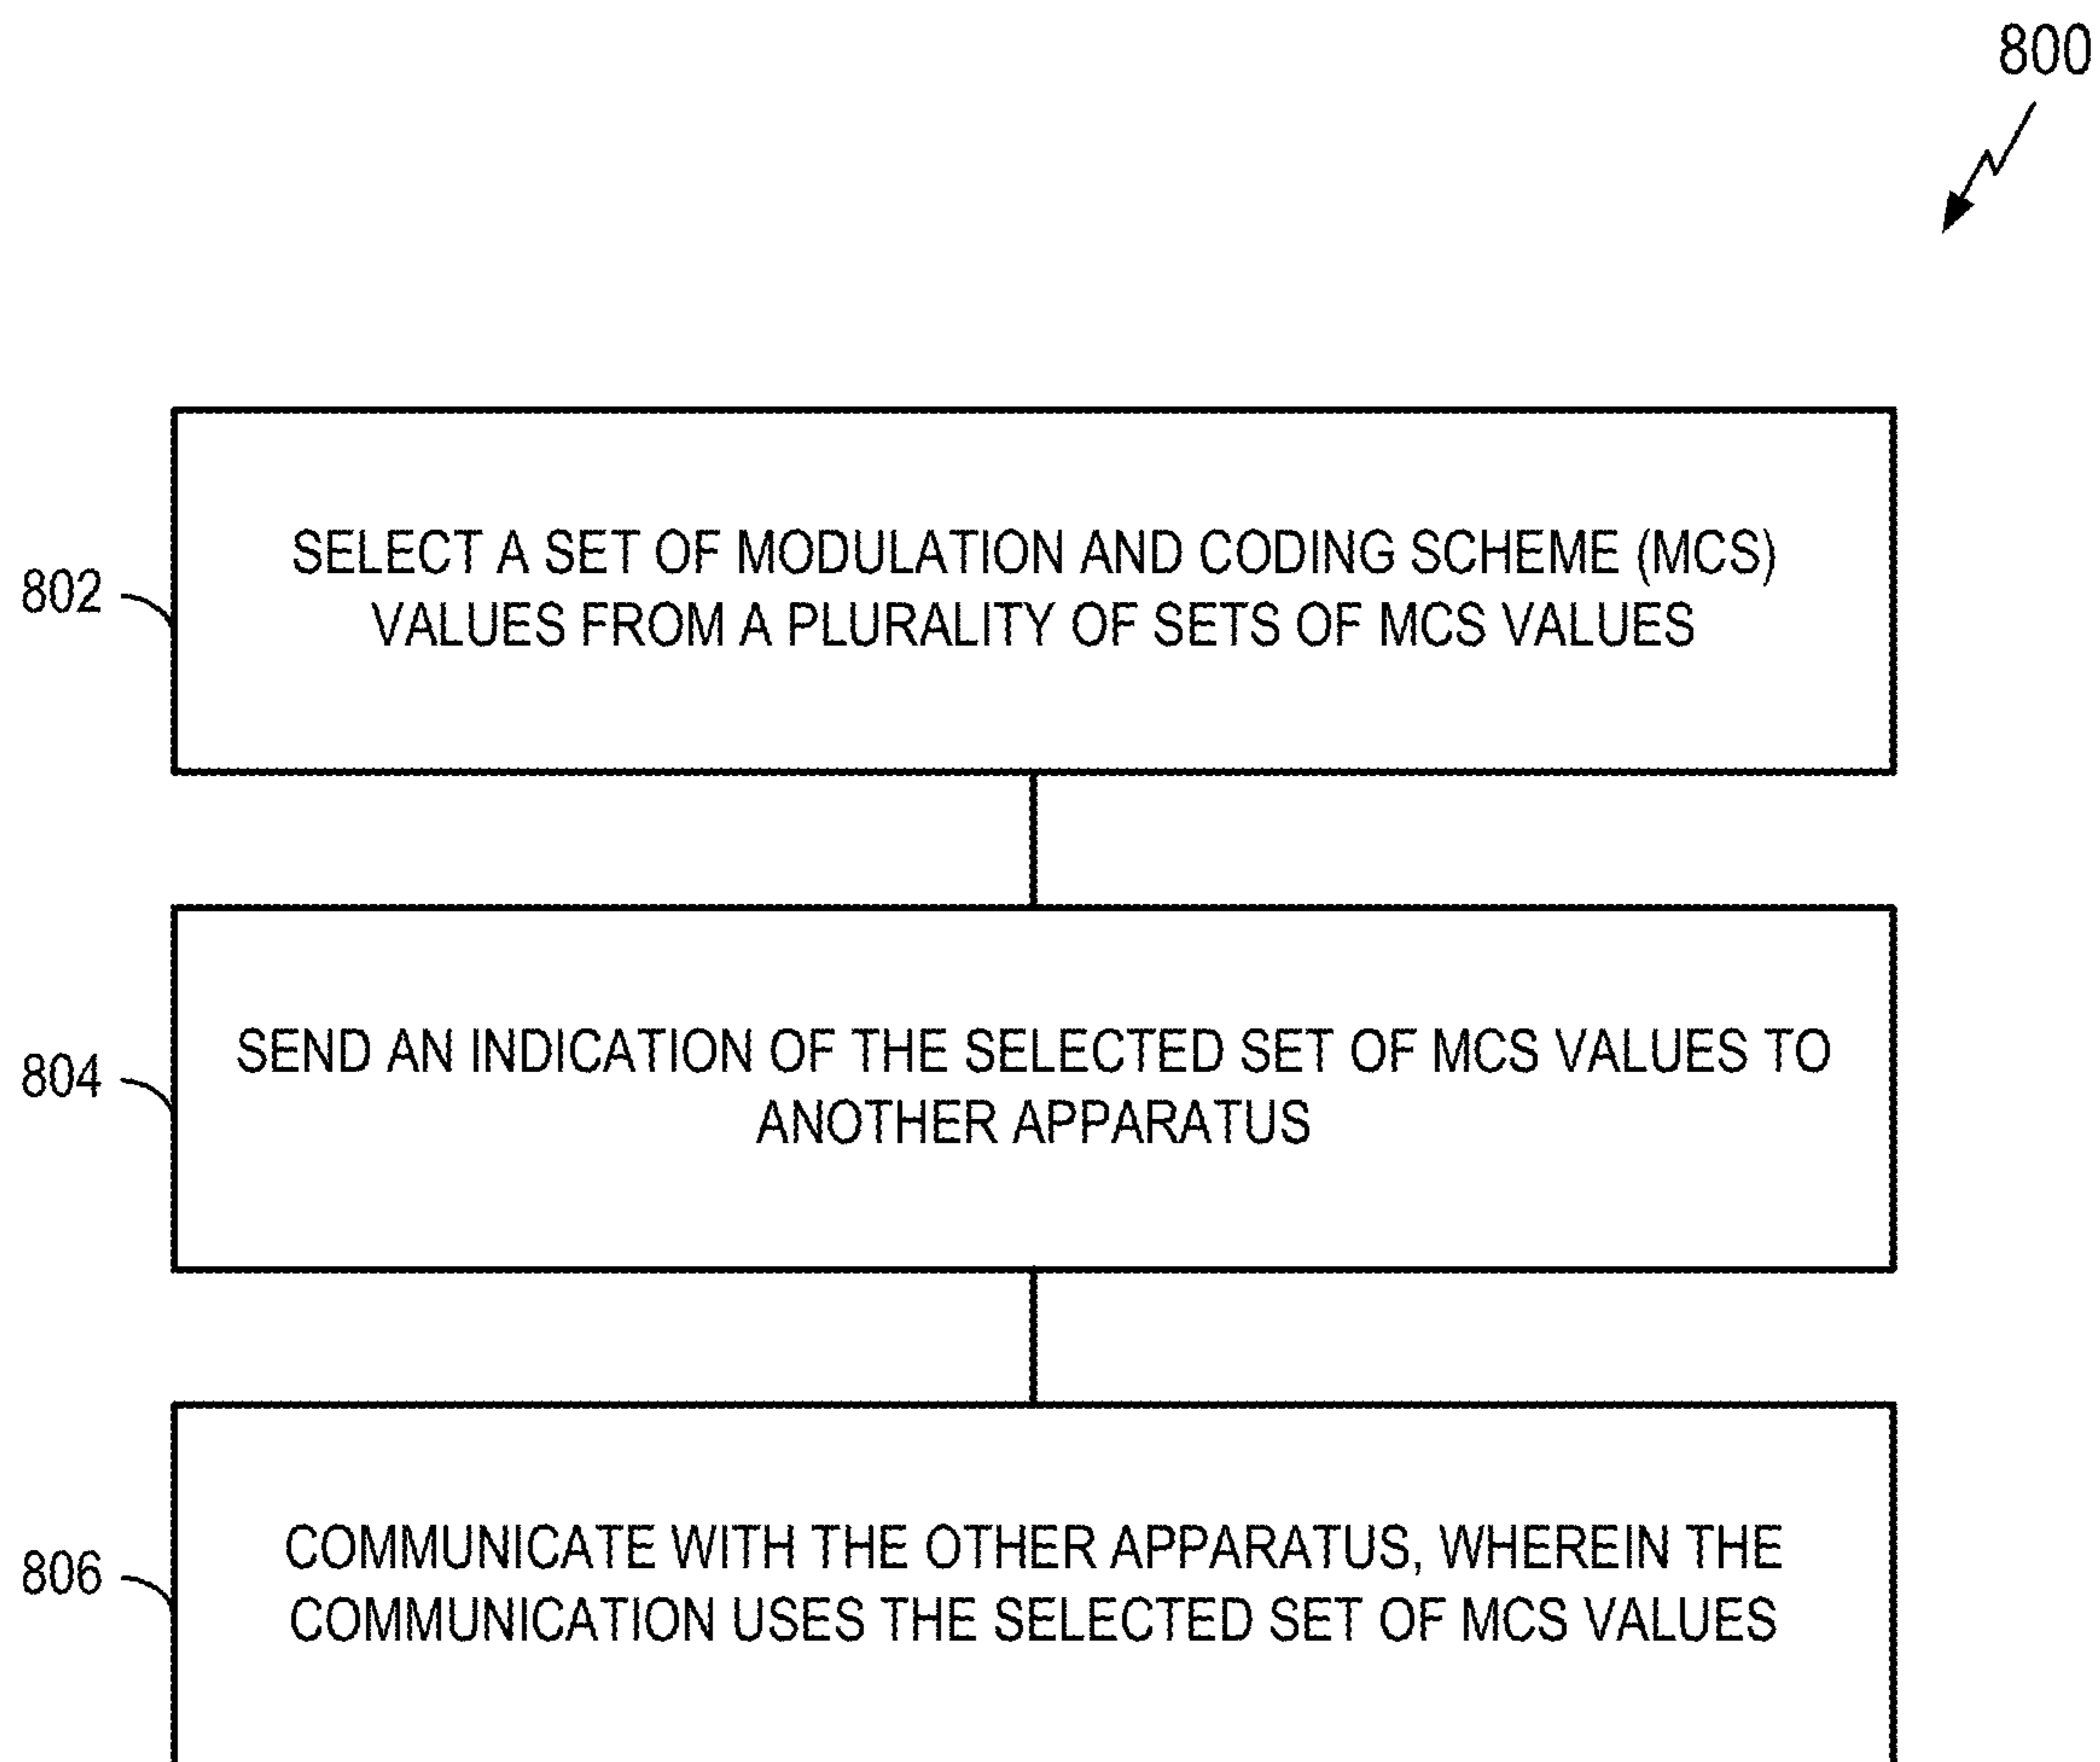 800
802
SELECT A SET OF MODULATION AND CODING SCHEME (MCS)
VALUES FROM A PLURALITY OF SETS OF MCS VALUES
804
SEND AN INDICATION OF THE SELECTED SET OF MCS VALUES TO
ANOTHER APPARATUS
806
COMMUNICATE WITH THE OTHER APPARATUS, WHEREIN THE
COMMUNICATION USES THE SELECTED SET OF MCS VALUES